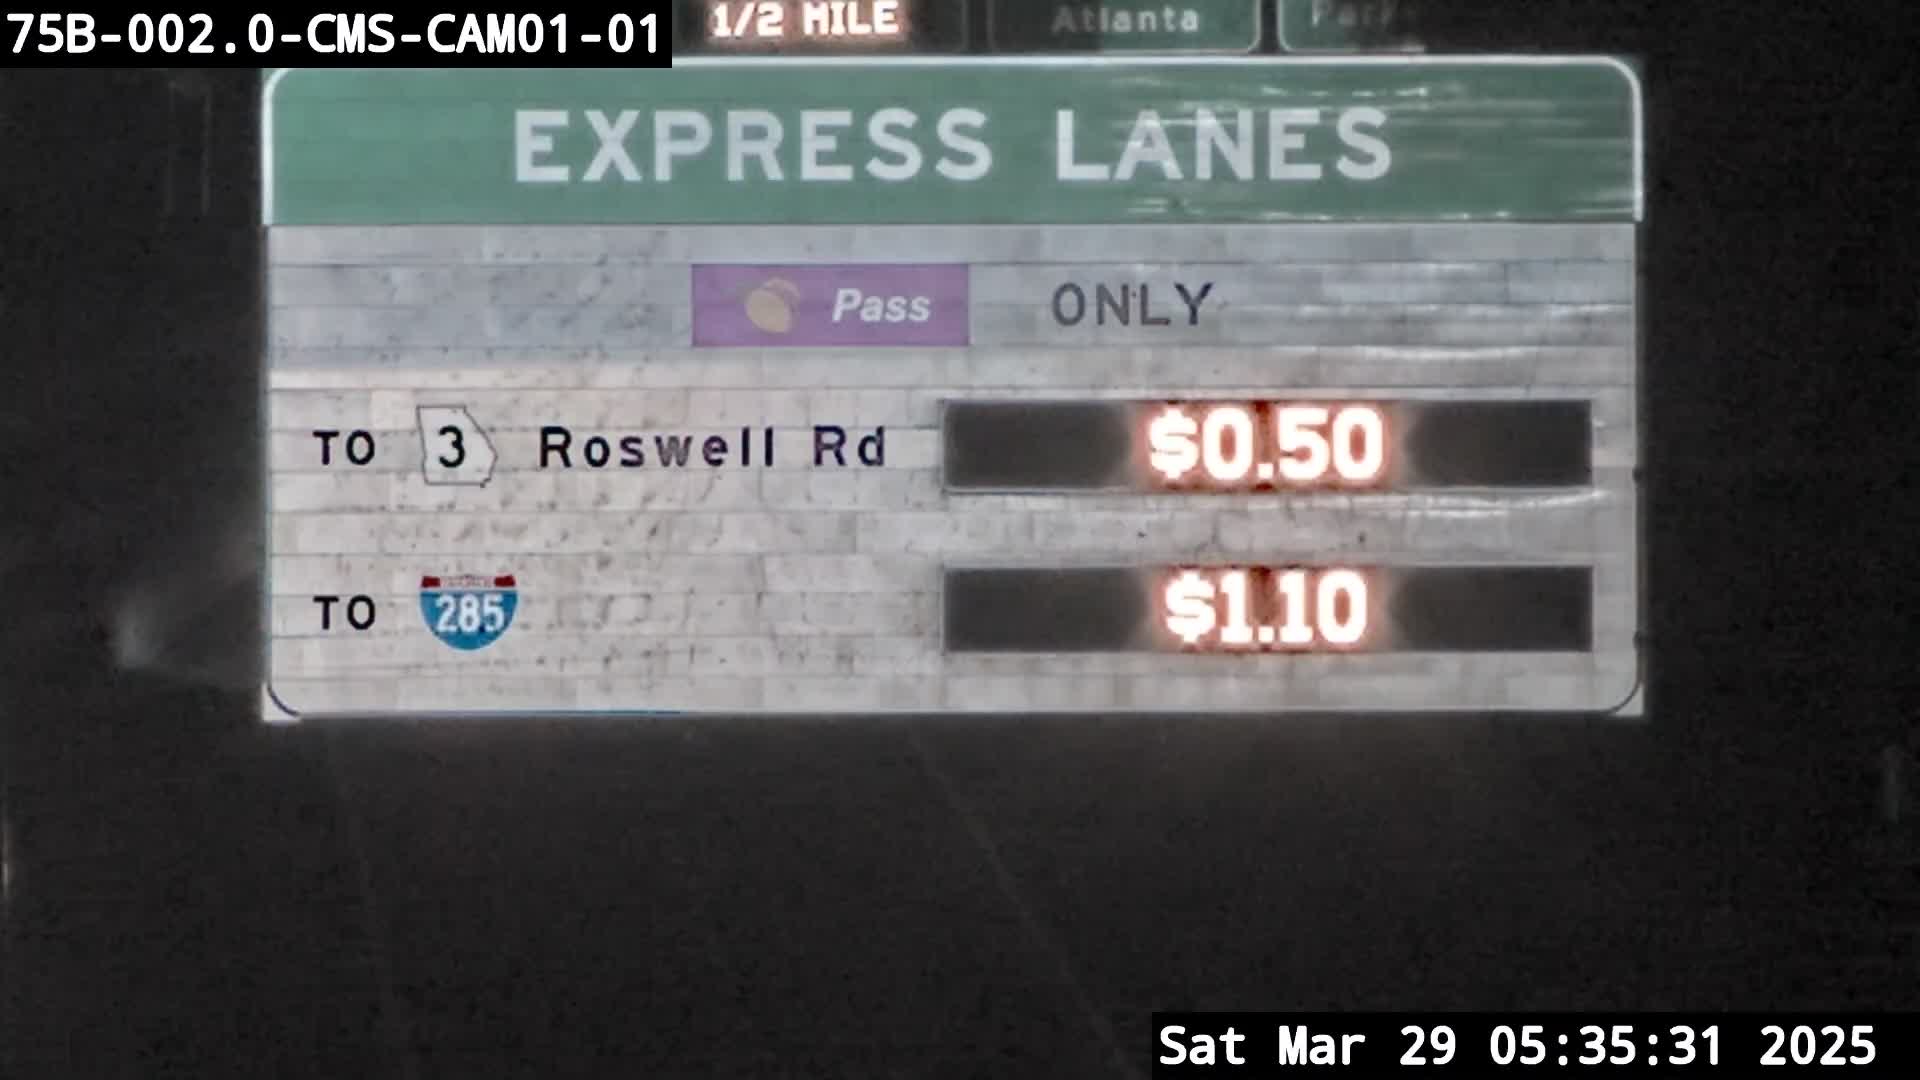 75B-002.0-CMS-CAM01-01
1/2 MILE
Atlanta
EXPRESS LANES
Pass ONLY
TO 3 Roswell Rd $0.50
TO 285 $1.10
Sat Mar 29 05:35:31 2025